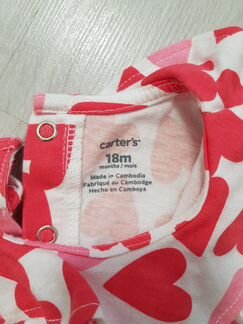 carter's®
18m
months / mois
Made in Cambodia
Fabriqué au Cambodge
Hecho en Camboya